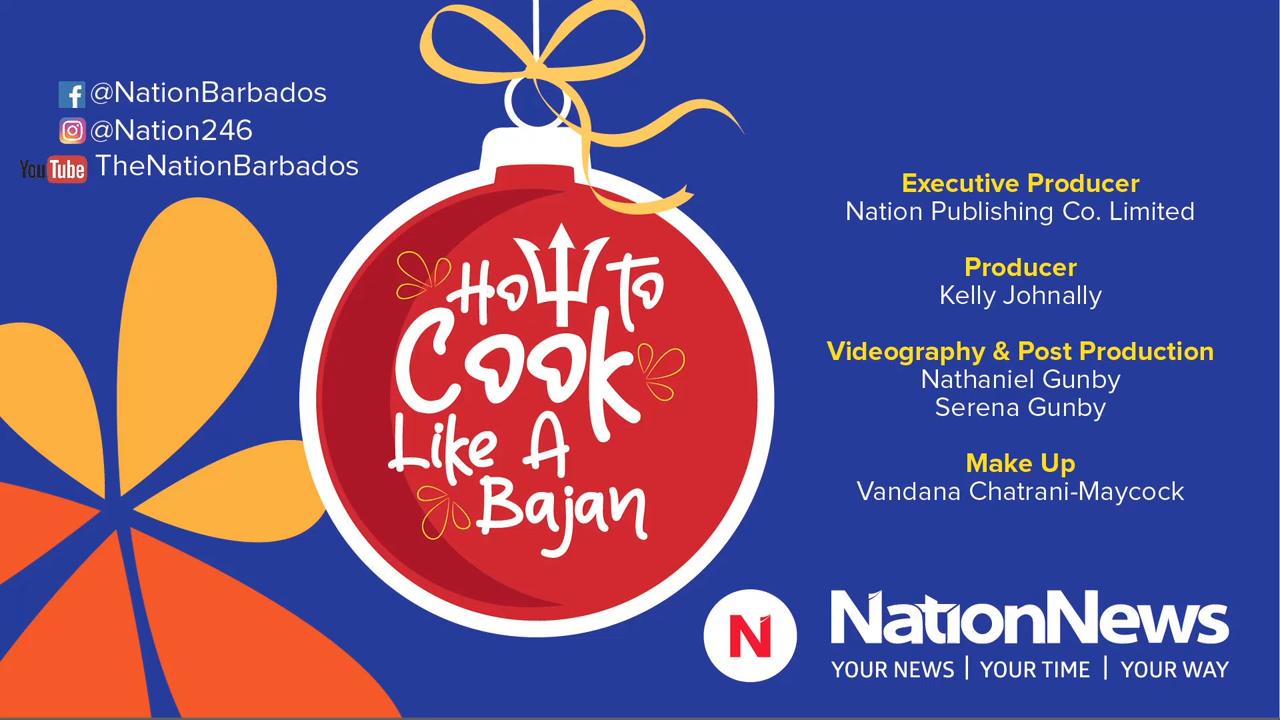 @NationBarbados
@Nation246
YouTube TheNationBarbados
How to
Cook
Like A
Bajan
Executive Producer
Nation Publishing Co. Limited
Producer
Kelly Johnally
Videography & Post Production
Nathaniel Gunby
Serena Gunby
Make Up
Vandana Chatrani-Maycock
N NationNews
YOUR NEWS | YOUR TIME | YOUR WAY